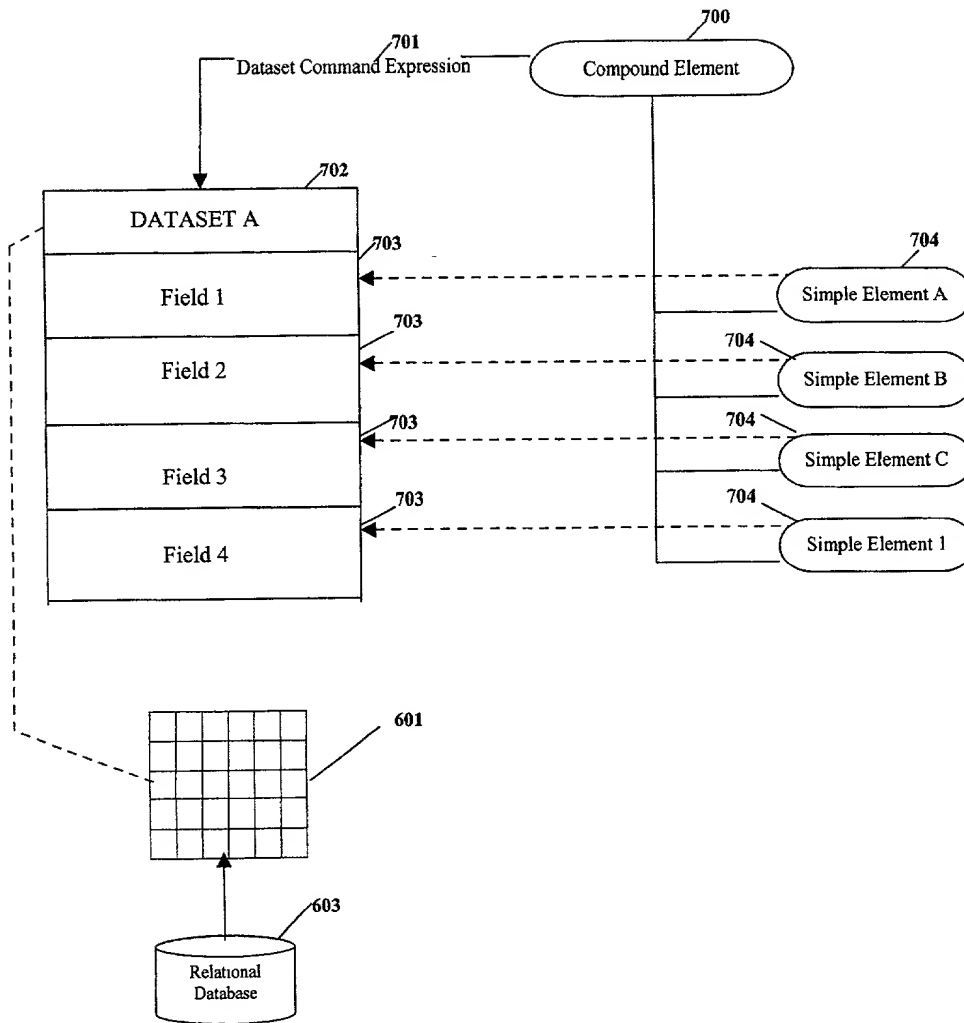 700
701
Dataset Command Expression
Compound Element
702
DATASET A
703
704
Field 1
Simple Element A
703
704
Field 2
Simple Element B
703
704
Field 3
Simple Element C
703
704
Field 4
Simple Element 1
601
603
Relational
Database